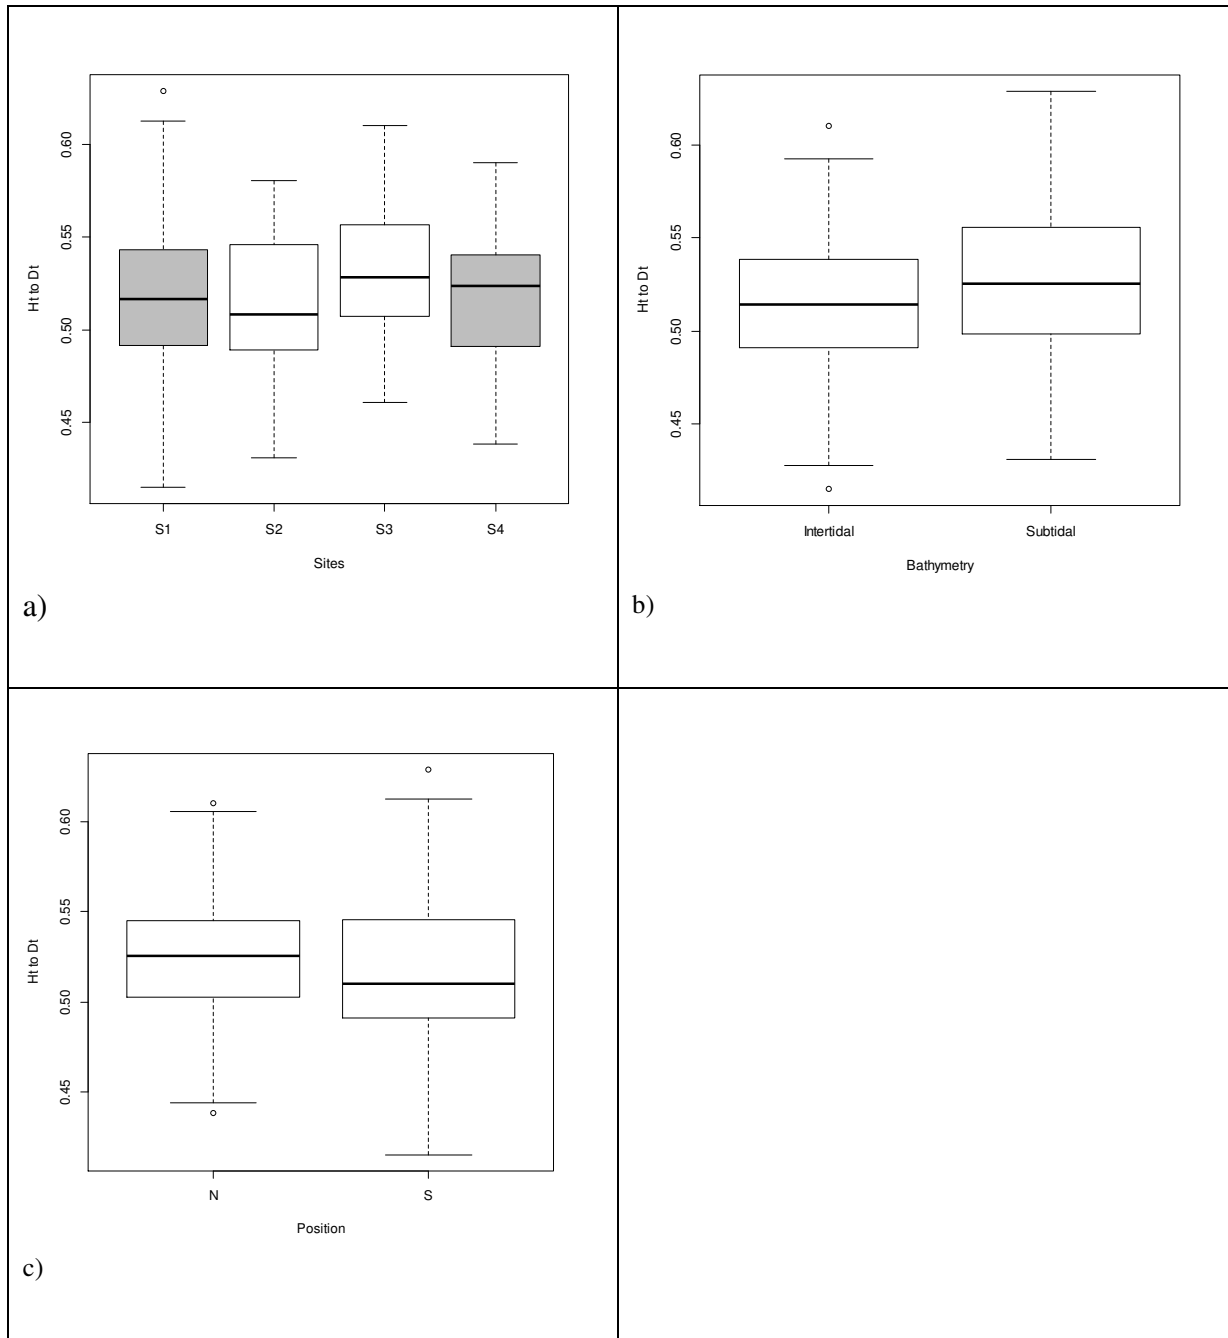 Ht to Dt
0.60
0.55
0.50
0.45
S1 S2 S3 S4
Sites
a)
Ht to Dt
0.60
0.55
0.50
0.45
Intertidal Subtidal
Bathymetry
b)
Ht to Dt
0.60
0.55
0.50
0.45
N S
Position
c)